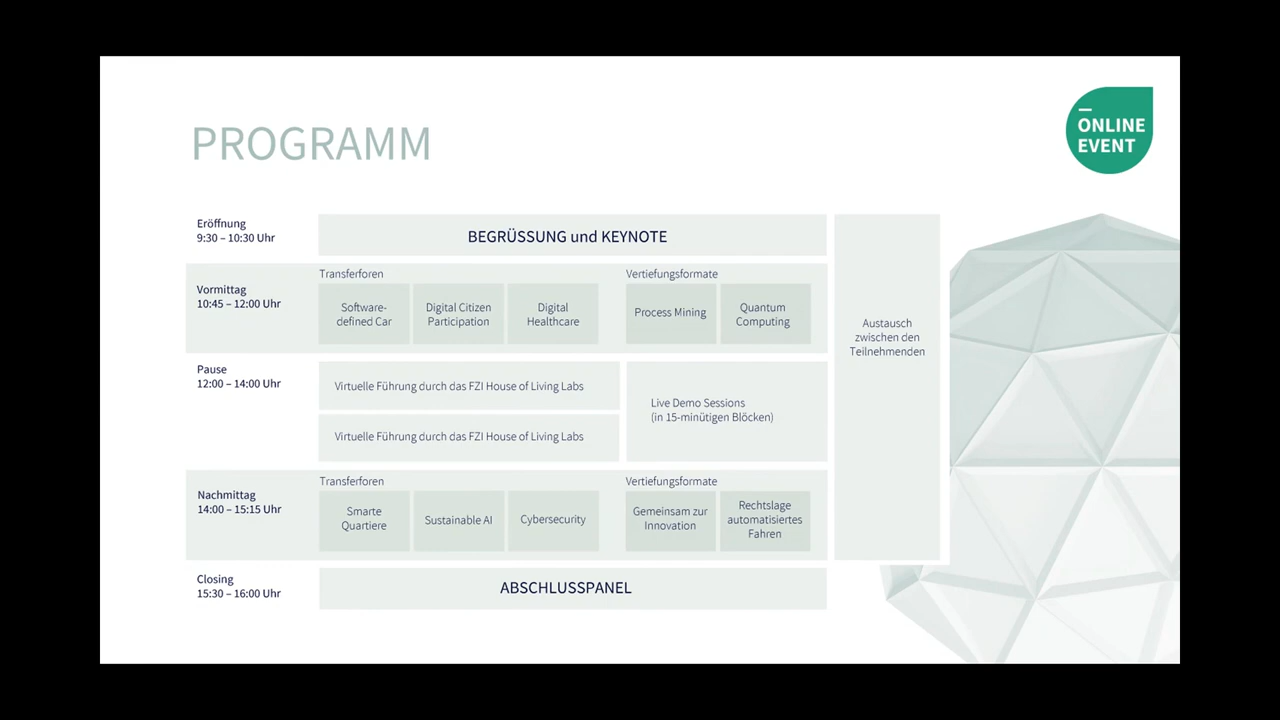 PROGRAMM
ONLINE
EVENT
Eröffnung
9:30 – 10:30 Uhr
BEGRÜSSUNG und KEYNOTE
Vormittag
10:45 – 12:00 Uhr
Transferforen
Software-
defined Car
Digital Citizen
Participation
Digital
Healthcare
Vertiefungsformate
Process Mining
Quantum
Computing
Austausch
zwischen den
Teilnehmenden
Pause
12:00 – 14:00 Uhr
Virtuelle Führung durch das FZI House of Living Labs
Virtuelle Führung durch das FZI House of Living Labs
Live Demo Sessions
(in 15-minütigen Blöcken)
Nachmittag
14:00 – 15:15 Uhr
Transferforen
Smarte
Quartiere
Sustainable AI
Cybersecurity
Vertiefungsformate
Gemeinsam zur
Innovation
Rechtslage
automatisiertes
Fahren
Closing
15:30 – 16:00 Uhr
ABSCHLUSSPANEL